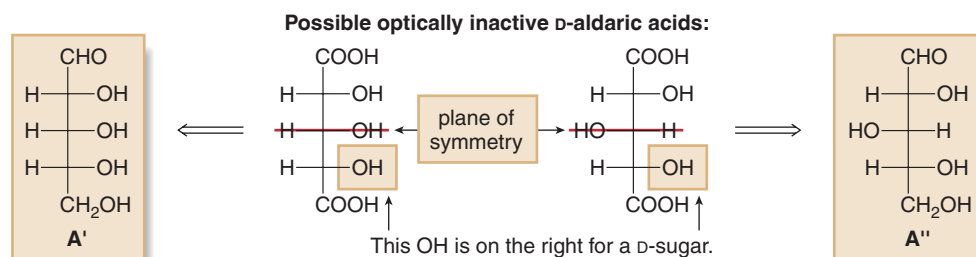 Possible optically inactive D-aldaric acids:
CHO COOH COOH CHO
H OH H OH H OH H OH
H OH H OH plane of symmetry HO H HO H
H OH H OH H OH H OH
CH₂OH COOH COOH CH₂OH
A' This OH is on the right for a D-sugar. A"